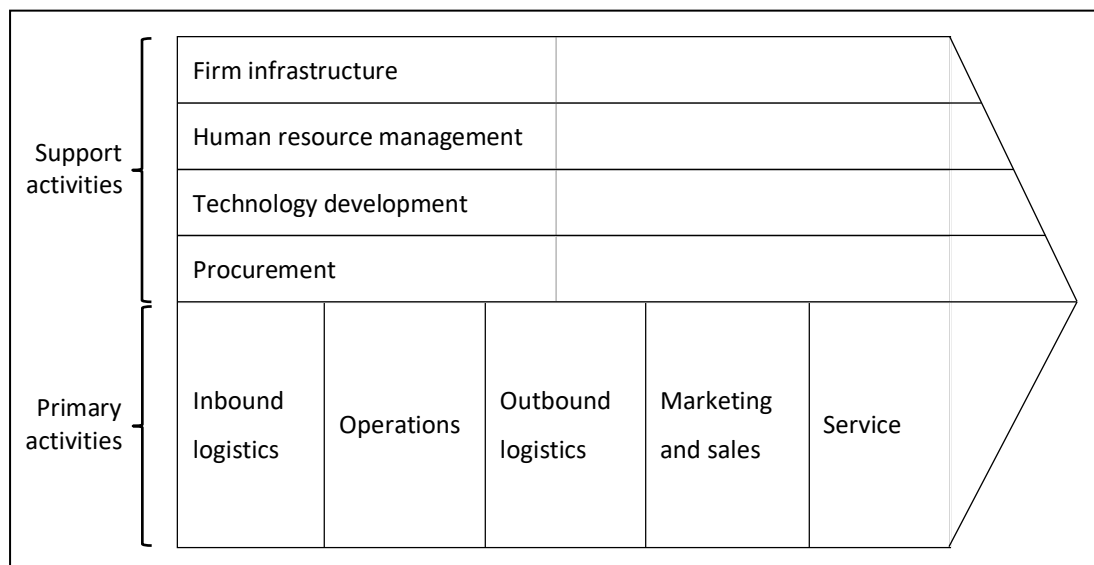 Support
activities
Firm infrastructure
Human resource management
Technology development
Procurement
Primary
activities
Inbound
logistics
Operations
Outbound
logistics
Marketing
and sales
Service